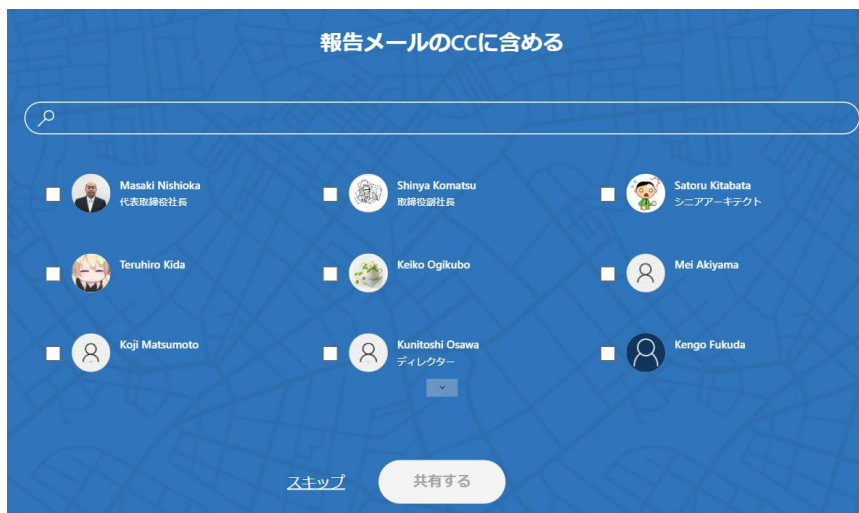 報告メールのCCに含める
Masaki Nishioka
代表取締役社長
Shinya Komatsu
取締役副社長
Satoru Kitabata
シニアアーキテクト
Teruhiro Kida
Keiko Ogikubo
Mei Akiyama
Koji Matsumoto
Kunitoshi Osawa
ディレクター
Kengo Fukuda
スキップ
共有する